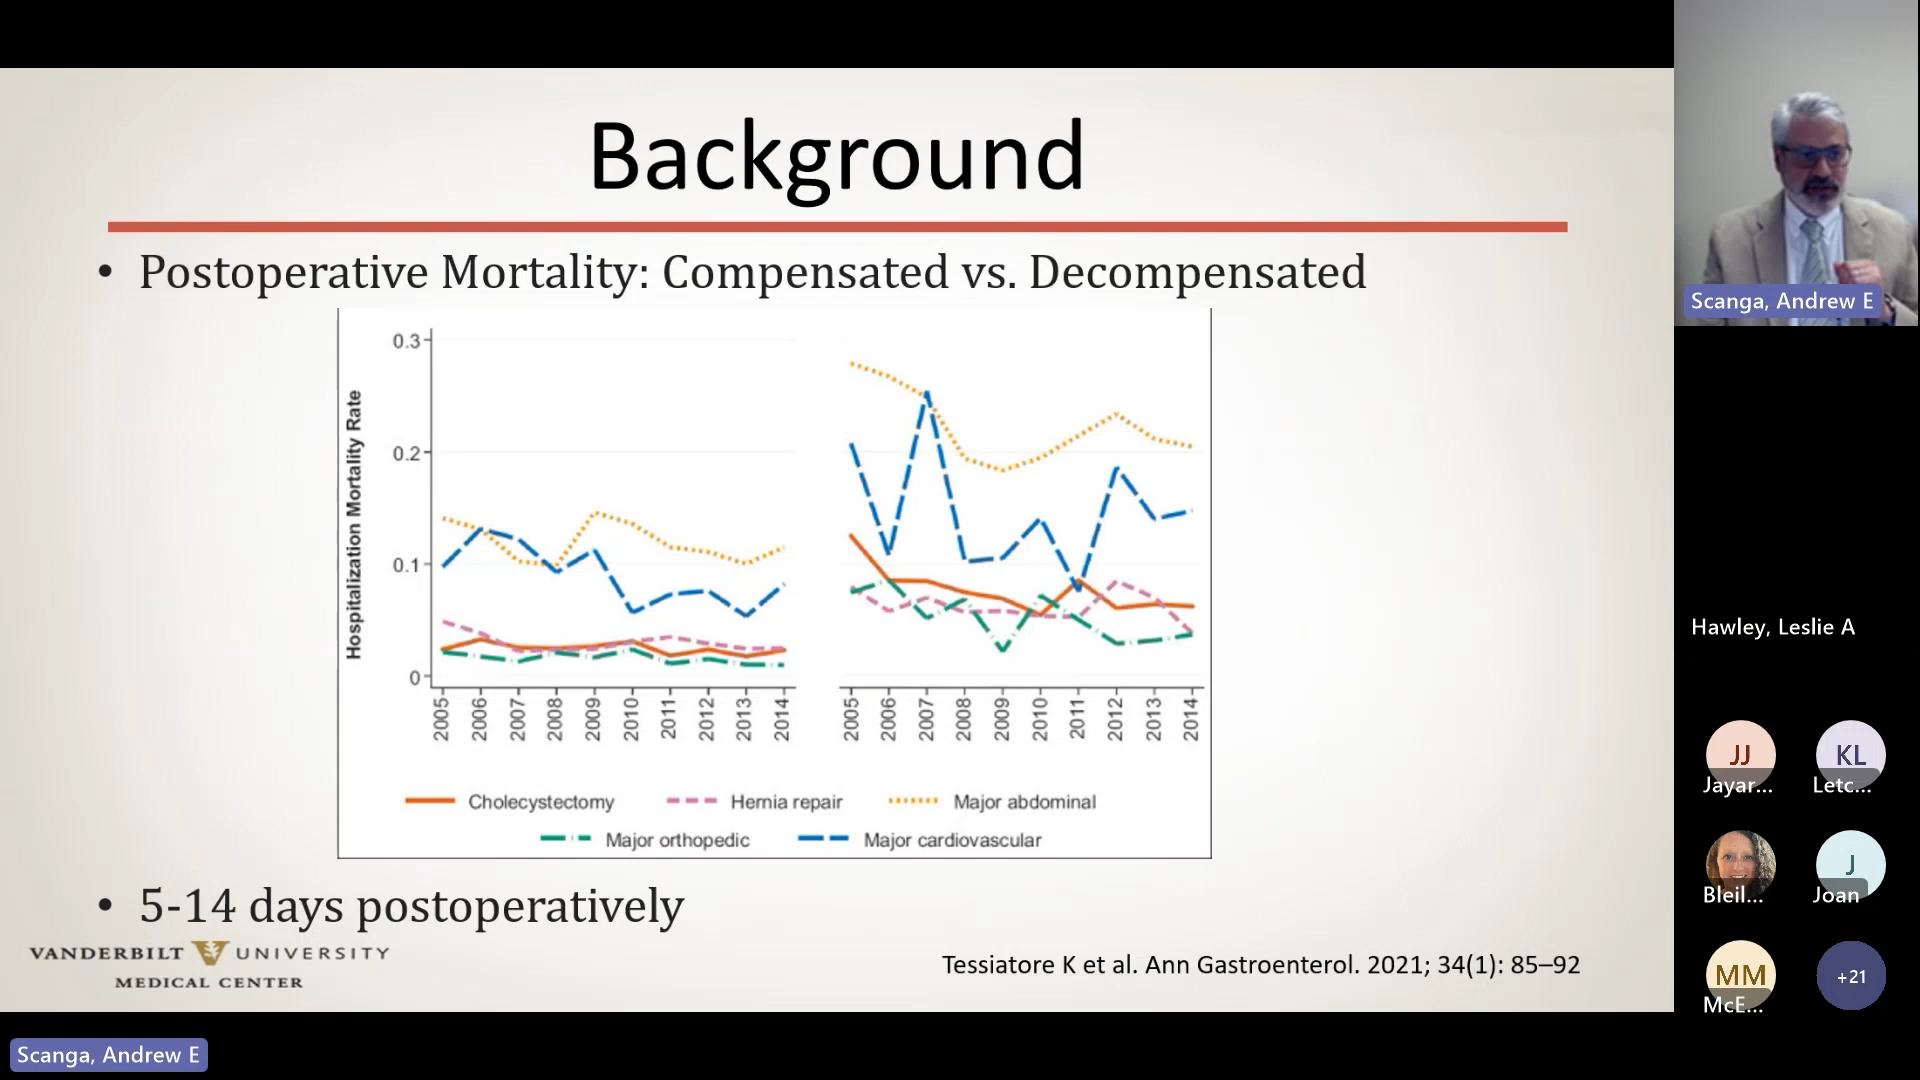 Background
• Postoperative Mortality: Compensated vs. Decompensated
Hospitalization Mortality Rate
0.3
0.2
0.1
0
2005 2006 2007 2008 2009 2010 2011 2012 2013 2014
2005 2006 2007 2008 2009 2010 2011 2012 2013 2014
Cholecystectomy Hernia repair Major abdominal
Major orthopedic Major cardiovascular
• 5-14 days postoperatively
VANDERBILT UNIVERSITY
MEDICAL CENTER
Tessiatore K et al. Ann Gastroenterol. 2021; 34(1): 85–92
Scanga, Andrew E
Scanga, Andrew E
Hawley, Leslie A
JJ KL
Jayar... Letc...
J
Bleil... Joan
MM +21
McE...